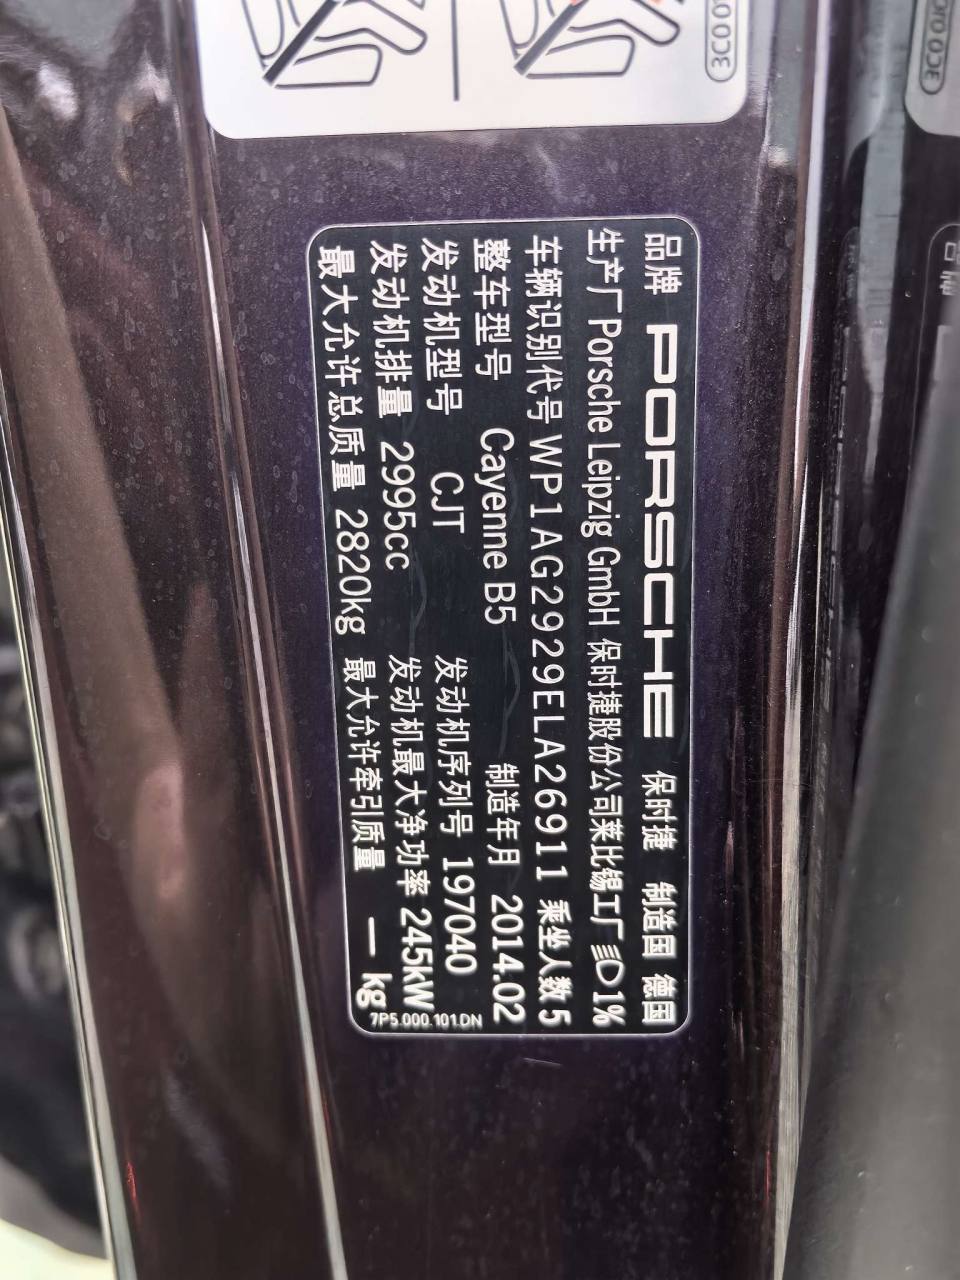 品牌 PORSCHE 保时捷 制造国 德国
生产厂 Porsche Leipzig GmbH 保时捷股份公司莱比锡工厂 1%
车辆识别代号 WP1AG2929ELA26911 乘坐人数 5
整车型号 Cayenne B5 制造年月 2014.02
发动机型号 CJT 发动机序列号 197040
发动机排量 2995cc 发动机最大净功率 245kW
最大允许总质量 2820kg 最大允许牵引质量 — kg
7P5.000.101.DN